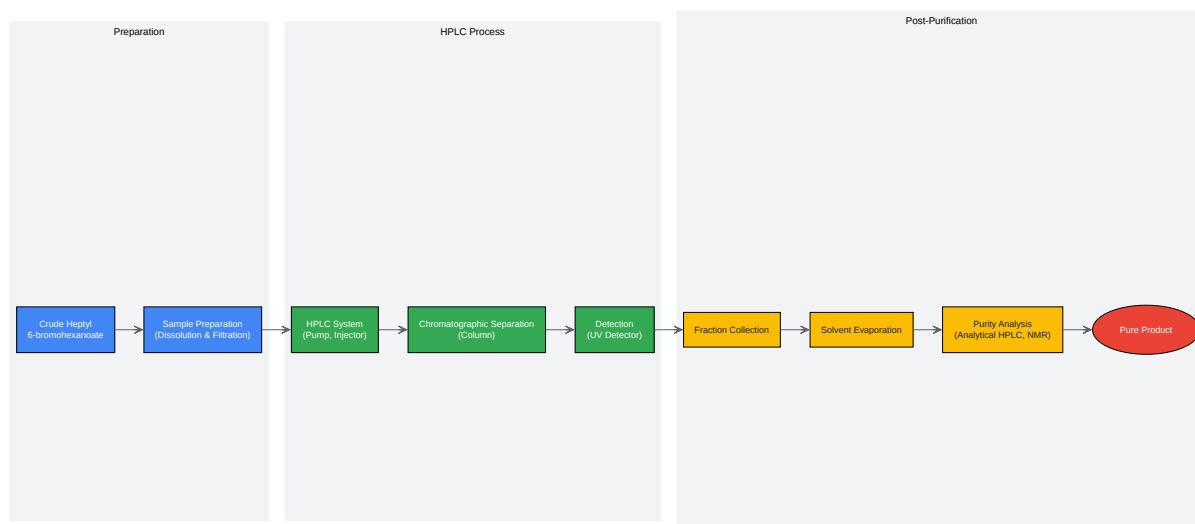 Preparation
HPLC Process
Post-Purification
Crude Heptyl
6-bromohexanoate
Sample Preparation
(Dissolution & Filtration)
HPLC System
(Pump, Injector)
Chromatographic Separation
(Column)
Detection
(UV Detector)
Fraction Collection
Solvent Evaporation
Purity Analysis
(Analytical HPLC, NMR)
Pure Product